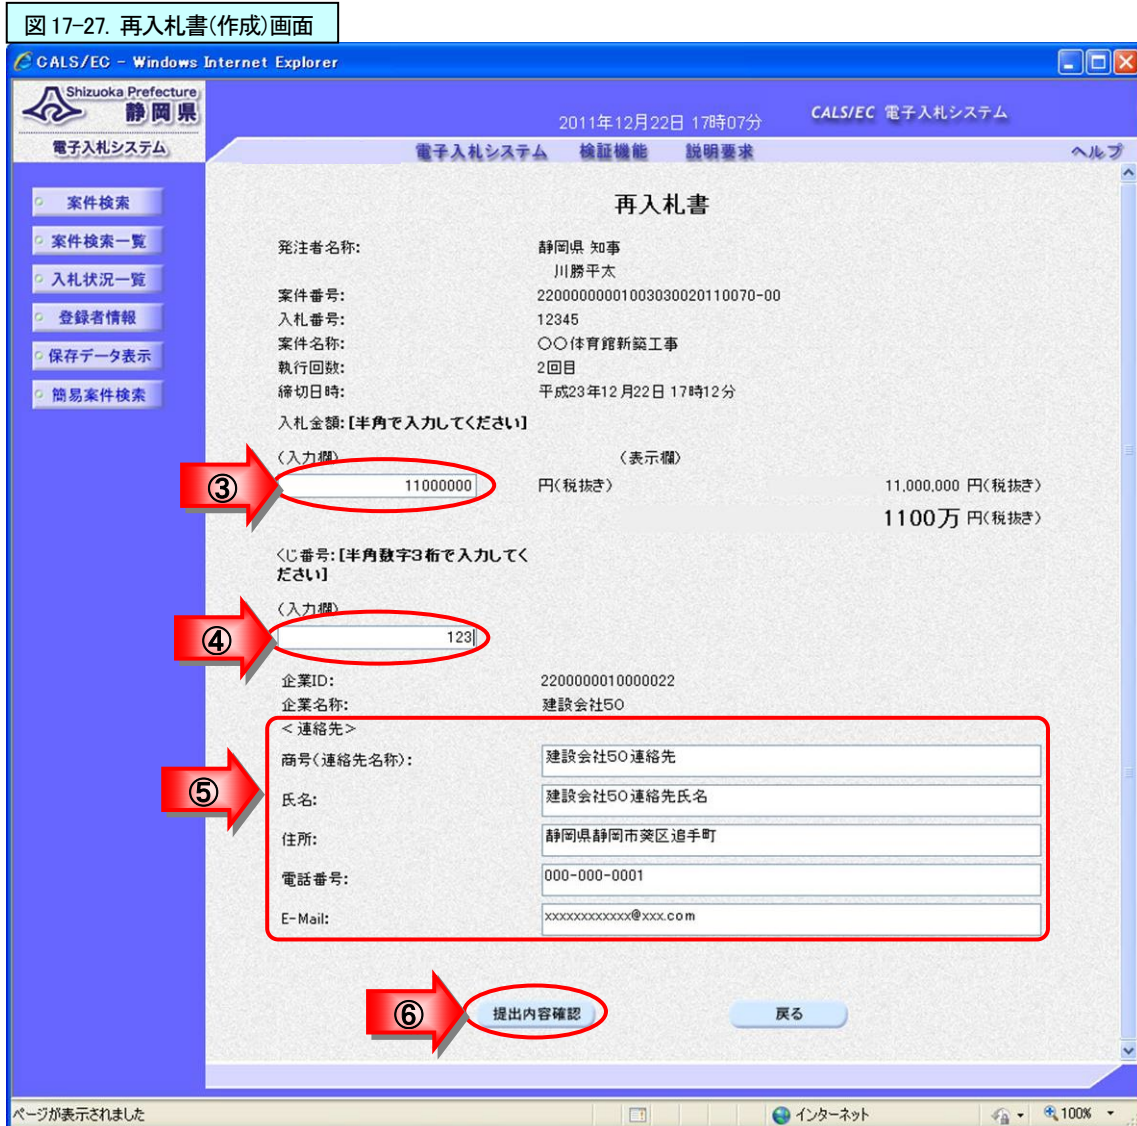 図 17-27. 再入札書(作成)画面
CALS/EC - Windows Internet Explorer
Shizuoka Prefecture
静岡県
電子入札システム
2011年12月22日 17時07分
CALS/EC 電子入札システム
電子入札システム 検証機能 説明要求 ヘルプ
案件検索
案件検索一覧
入札状況一覧
登録者情報
保存データ表示
簡易案件検索
再入札書
発注者名称: 静岡県 知事
川勝平太
案件番号: 22000000001003030020110070-00
入札番号: 12345
案件名称: 〇〇体育館新築工事
執行回数: 2回目
締切日時: 平成23年12月22日 17時12分
入札金額:[半角で入力してください]
(入力欄) (表示欄)
③ 11000000 円(税抜き) 11,000,000 円(税抜き)
1100万 円(税抜き)
くじ番号:[半角数字3桁で入力してく
ださい]
(入力欄)
④ 123
企業ID: 2200000010000022
企業名称: 建設会社50
<連絡先>
商号(連絡先名称): 建設会社50連絡先
⑤
氏名: 建設会社50連絡先氏名
住所: 静岡県静岡市葵区追手町
電話番号: 000-000-0001
E-Mail: xxxxxxxxxxxx@xxx.com
⑥ 提出内容確認 戻る
ページが表示されました インターネット 100%